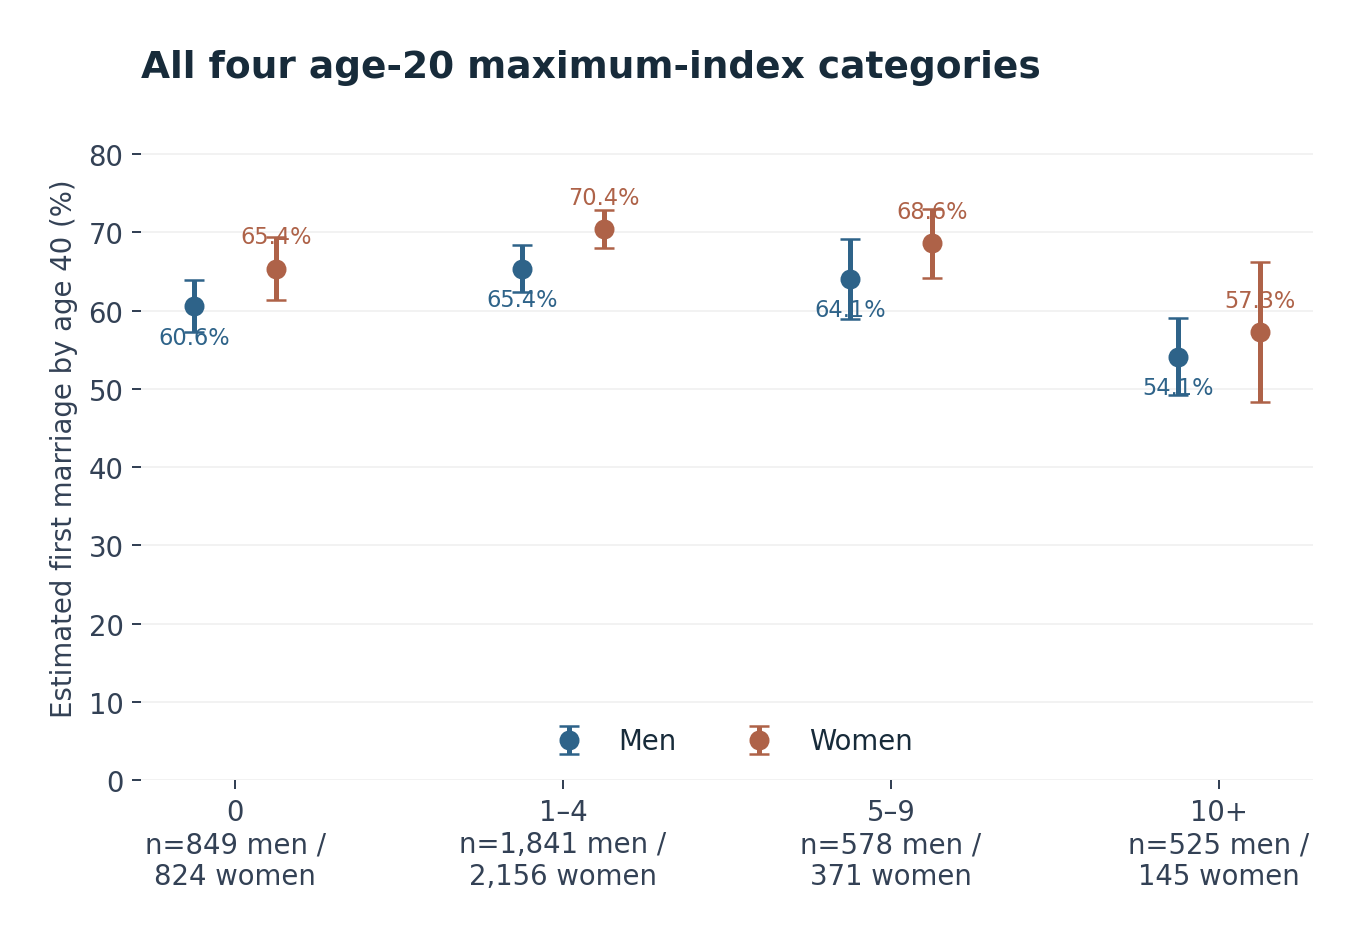 All four age-20 maximum-index categories
Estimated first marriage by age 40 (%)
80
70
60
50
40
30
20
10
0
60.6%
65.4%
65.4%
70.4%
64.1%
68.6%
54.1%
57.3%
Men
Women
0
n=849 men /
824 women
1–4
n=1,841 men /
2,156 women
5–9
n=578 men /
371 women
10+
n=525 men /
145 women